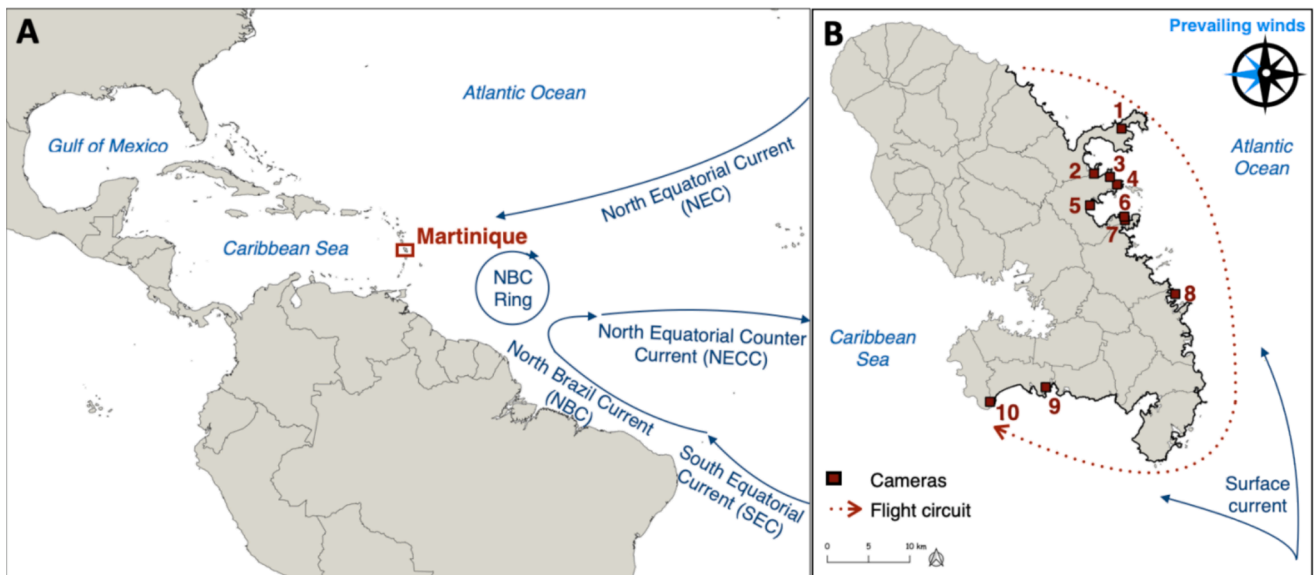 A
Atlantic Ocean
Gulf of Mexico
North Equatorial Current
(NEC)
Caribbean Sea
Martinique
NBC
Ring
North Equatorial Counter
Current (NECC)
North Brazil Current
(NBC)
South Equatorial
Current (SEC)
B
Prevailing winds
1
Atlantic
Ocean
2
3
4
5
6
7
8
Caribbean
Sea
9
10
Cameras
Flight circuit
Surface
current
0 5 10 km